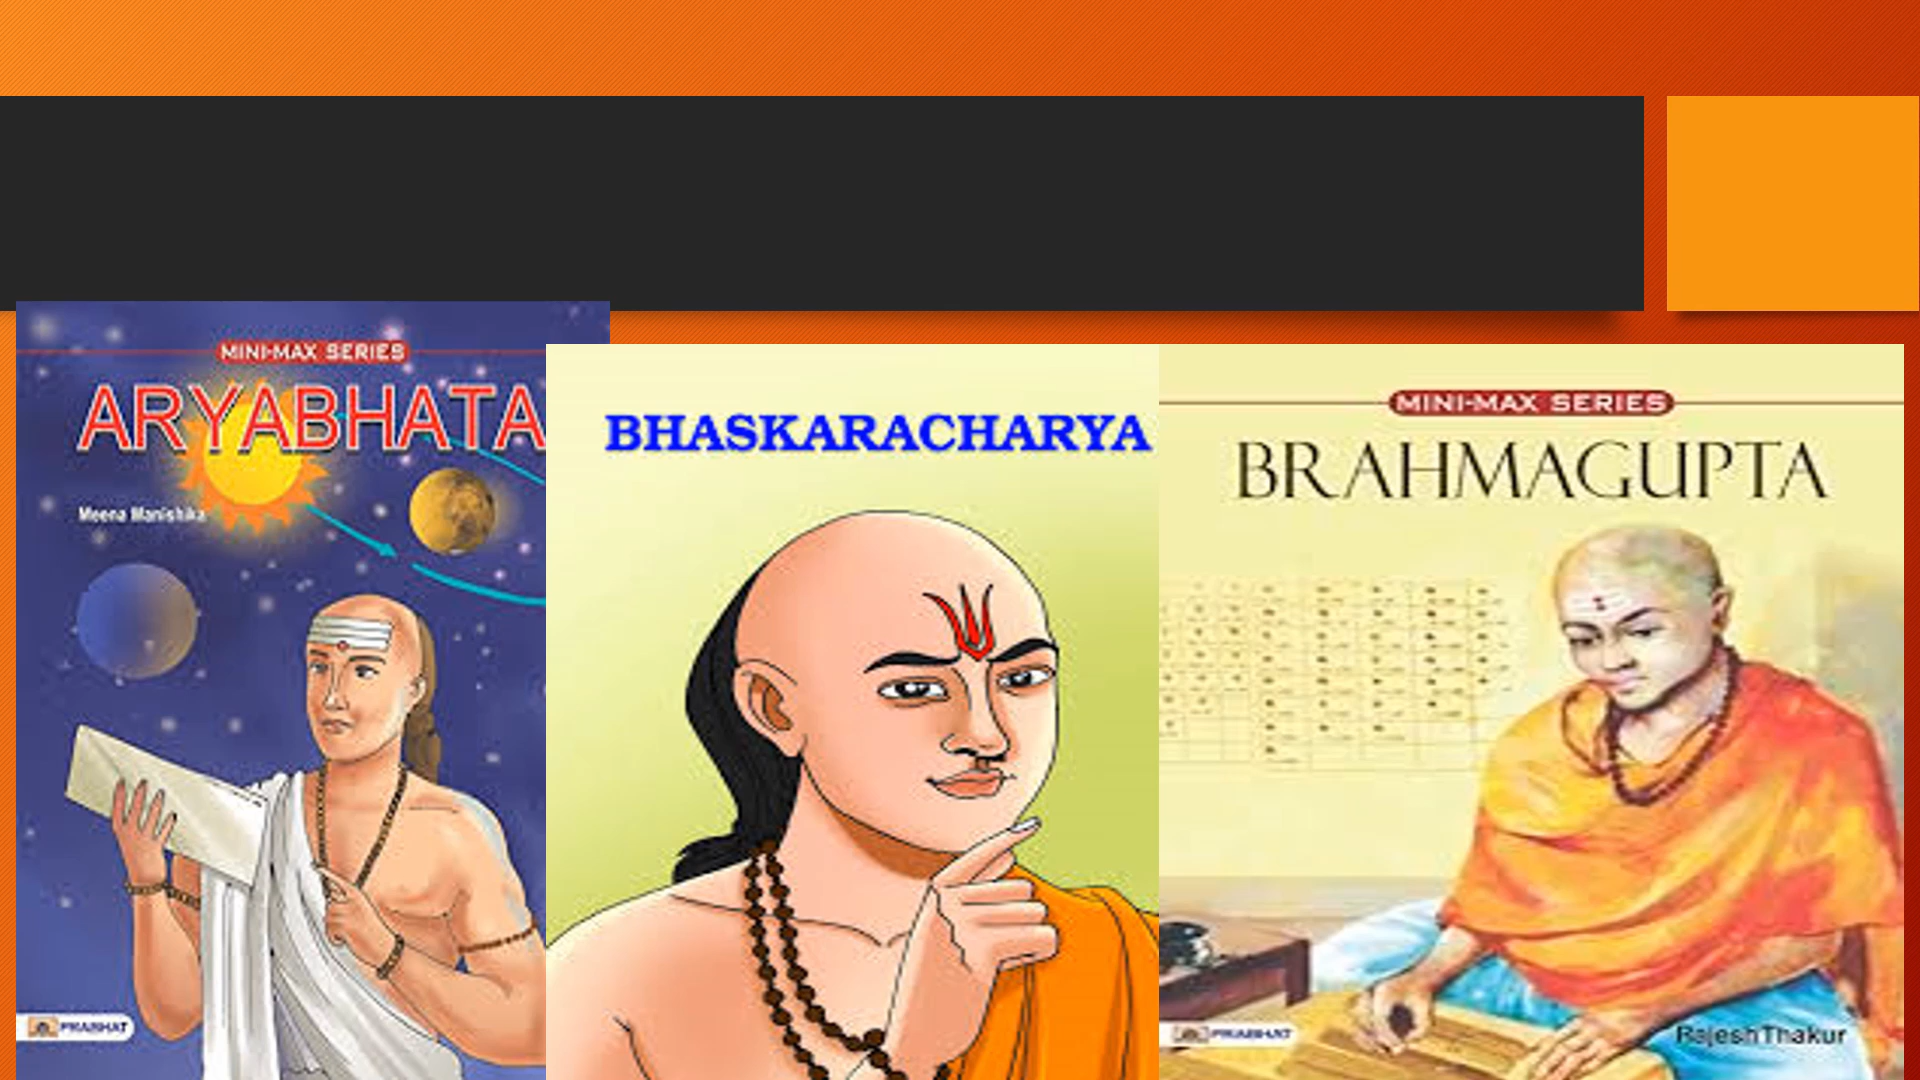 MINI-MAX SERIES
ARYABHATA
Meena Manishika
PRABHAT
BHASKARACHARYA
MINI-MAX SERIES
BRAHMAGUPTA
PRABHAT
Rajesh Thakur